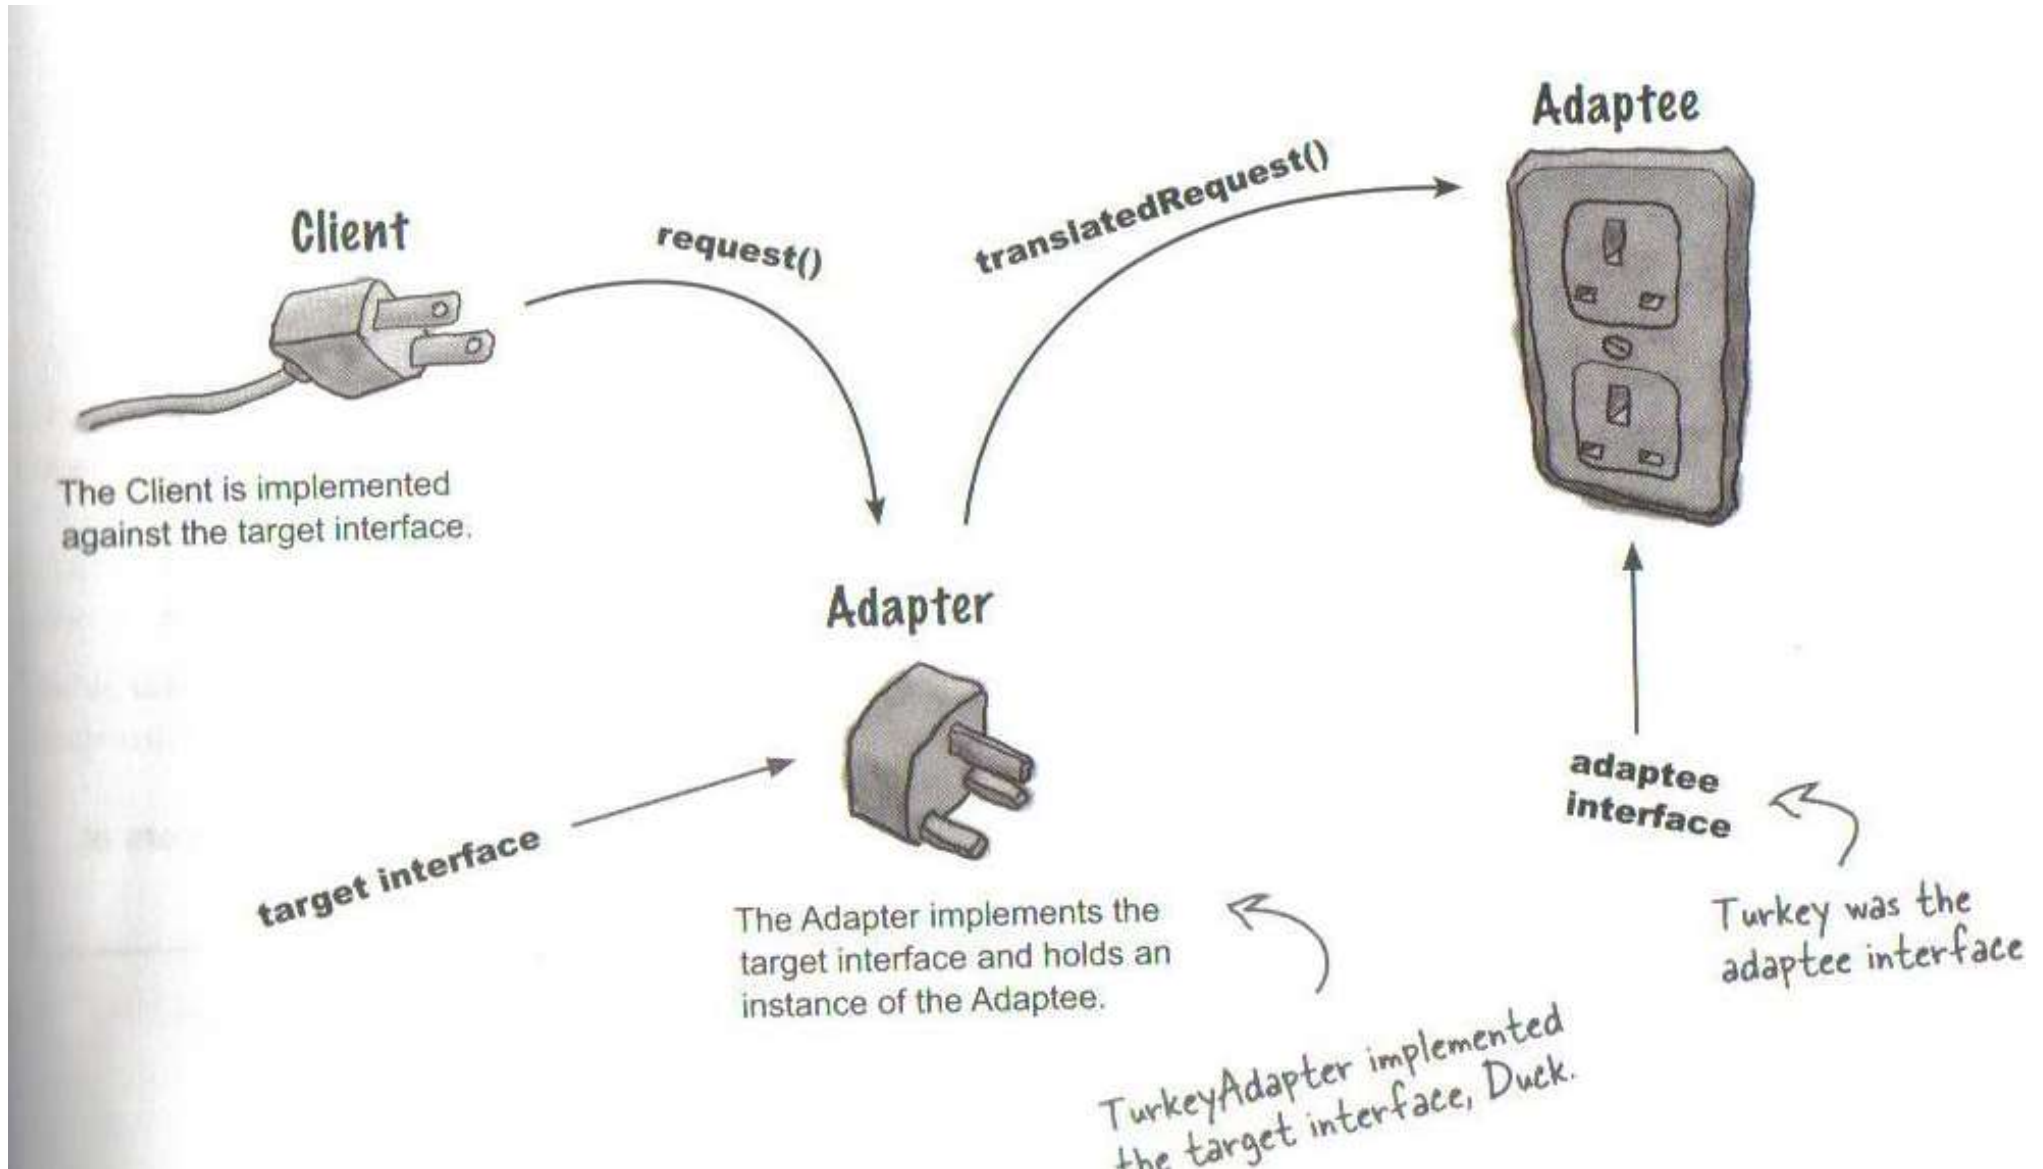 Adaptee
translatedRequest()
Client
request()
The Client is implemented
against the target interface.
Adapter
target interface
adaptee
interface
The Adapter implements the
target interface and holds an
instance of the Adaptee.
Turkey was the
adaptee interface
TurkeyAdapter implemented
the target interface, Duck.